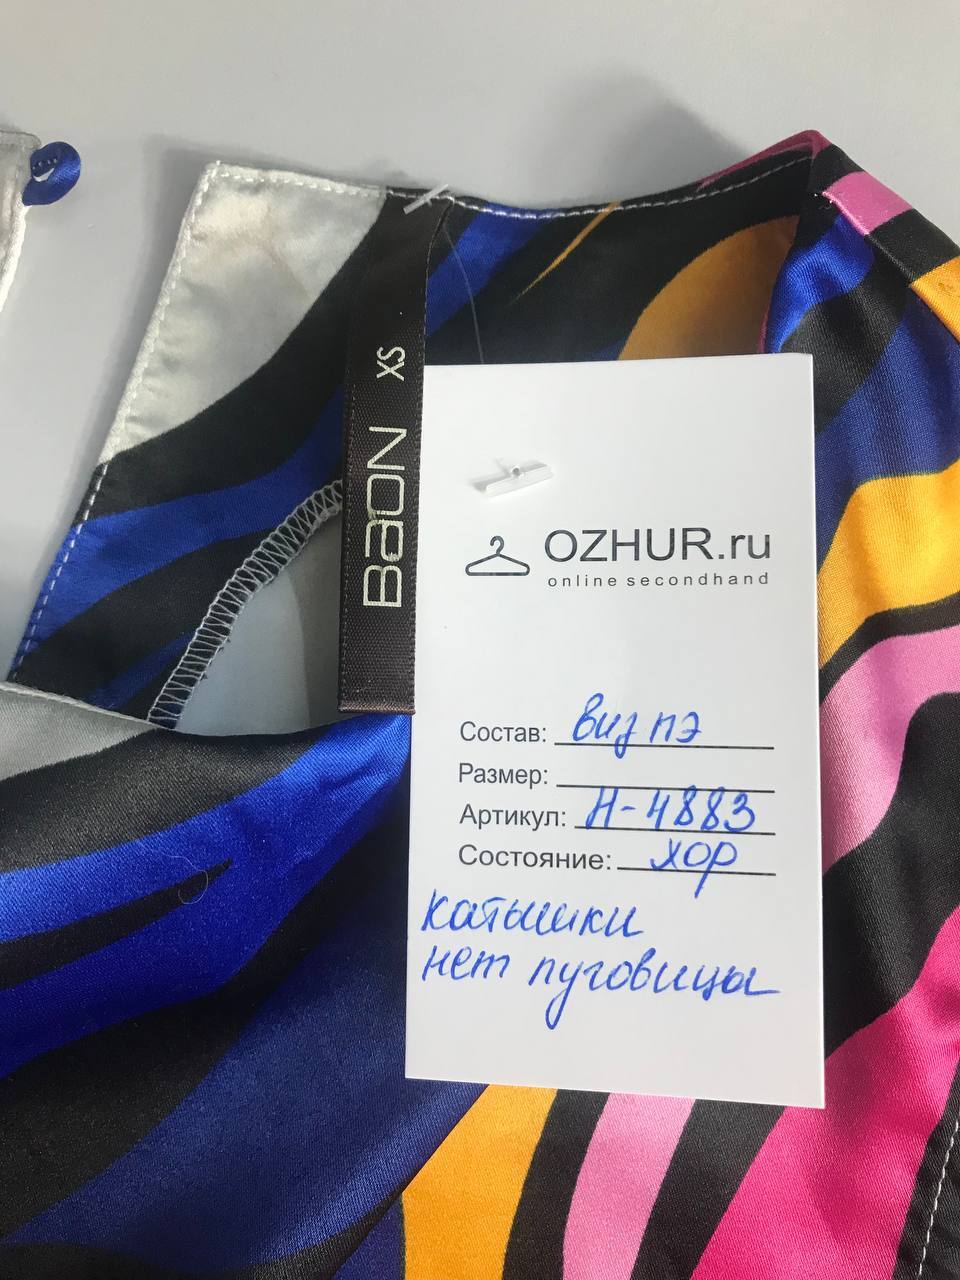 BAON XS
OZHUR.ru
online secondhand
Состав: виз пэ
Размер:
Артикул: Н-4883
Состояние: хор
катышки
нет пуговицы